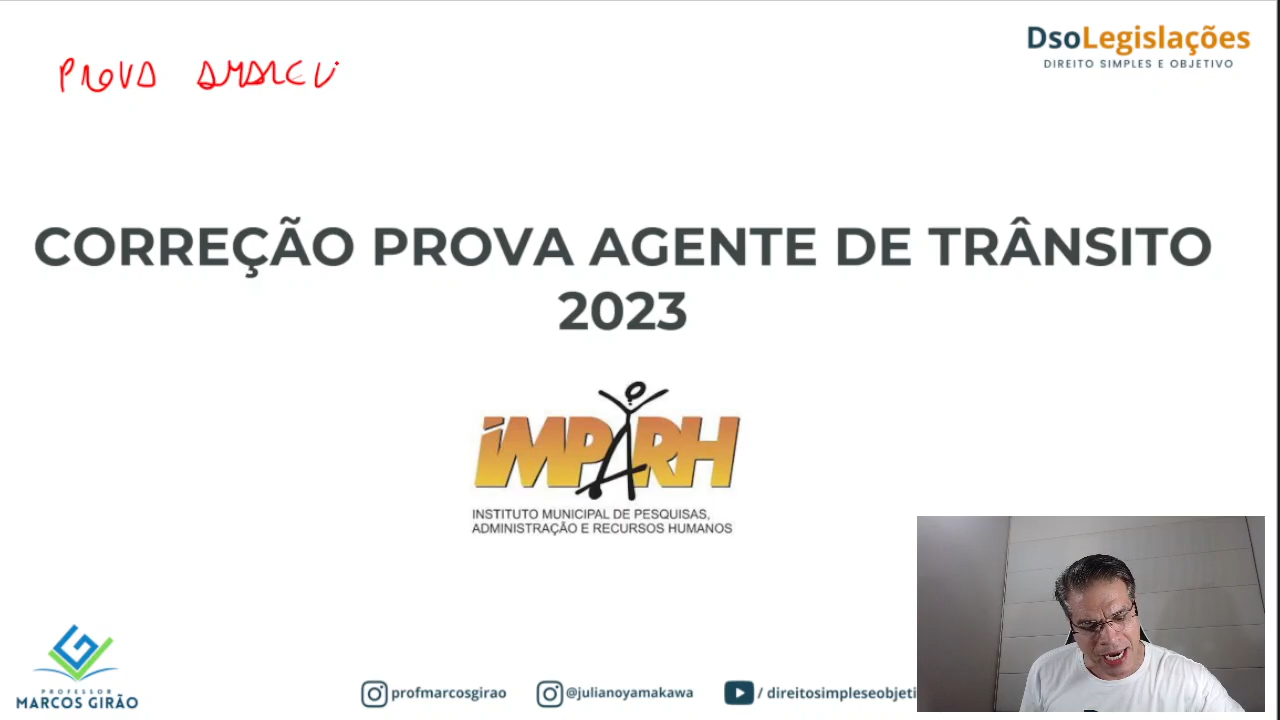 DsoLegislações
DIREITO SIMPLES E OBJETIVO
PROVA
CORREÇÃO PROVA AGENTE DE TRÂNSITO
2023
IMPARH
INSTITUTO MUNICIPAL DE PESQUISAS,
ADMINISTRAÇÃO E RECURSOS HUMANOS
PROFESSOR
MARCOS GIRÃO
profmarcosgirao
@julianoyamakawa
/ direitosimpleseobjeti